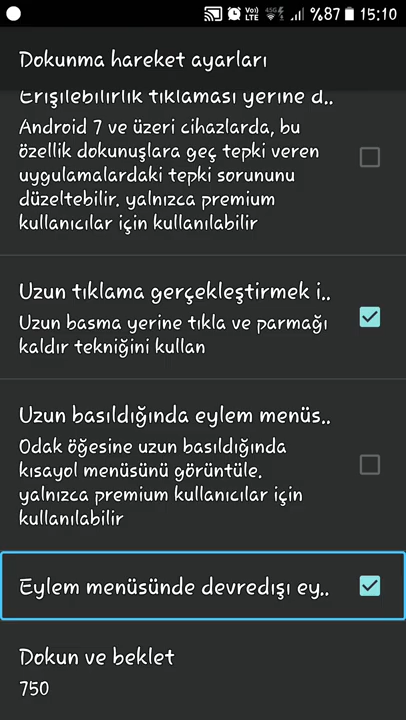 %87 15:10
Dokunma hareket ayarları
Erişilebilirlik tıklaması yerine d..
Android 7 ve üzeri cihazlarda, bu
özellik dokunuşlara geç tepki veren
uygulamalardaki tepki sorununu
düzeltebilir. yalnızca premium
kullanıcılar için kullanılabilir
Uzun tıklama gerçekleştirmek i..
Uzun basma yerine tıkla ve parmağı
kaldır tekniğini kullan
Uzun basıldığında eylem menüs..
Odak öğesine uzun basıldığında
kısayol menüsünü görüntüle.
yalnızca premium kullanıcılar için
kullanılabilir
Eylem menüsünde devredışı ey..
Dokun ve beklet
750